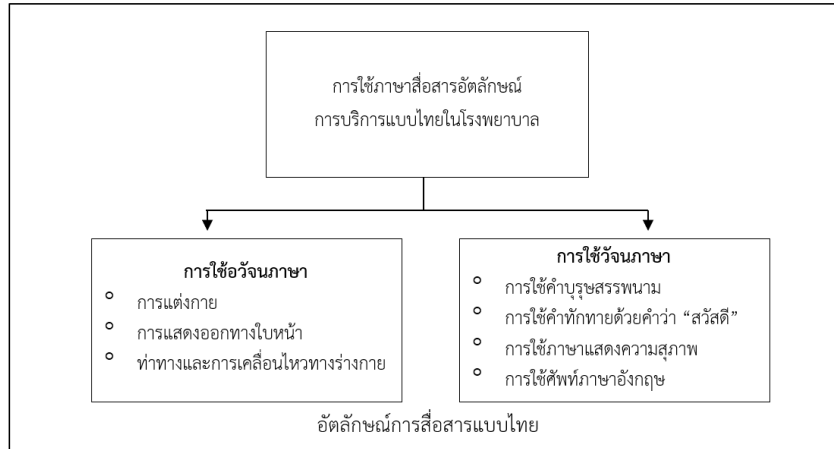 การใช้ภาษาสื่อสารอัตลักษณ์
การบริการแบบไทยในโรงพยาบาล
การใช้อวัจนภาษา
° การแต่งกาย
° การแสดงออกทางใบหน้า
° ท่าทางและการเคลื่อนไหวทางร่างกาย
การใช้วัจนภาษา
° การใช้คำบุรุษสรรพนาม
° การใช้คำทักทายด้วยคำว่า “สวัสดี”
° การใช้ภาษาแสดงความสุภาพ
° การใช้ศัพท์ภาษาอังกฤษ
อัตลักษณ์การสื่อสารแบบไทย